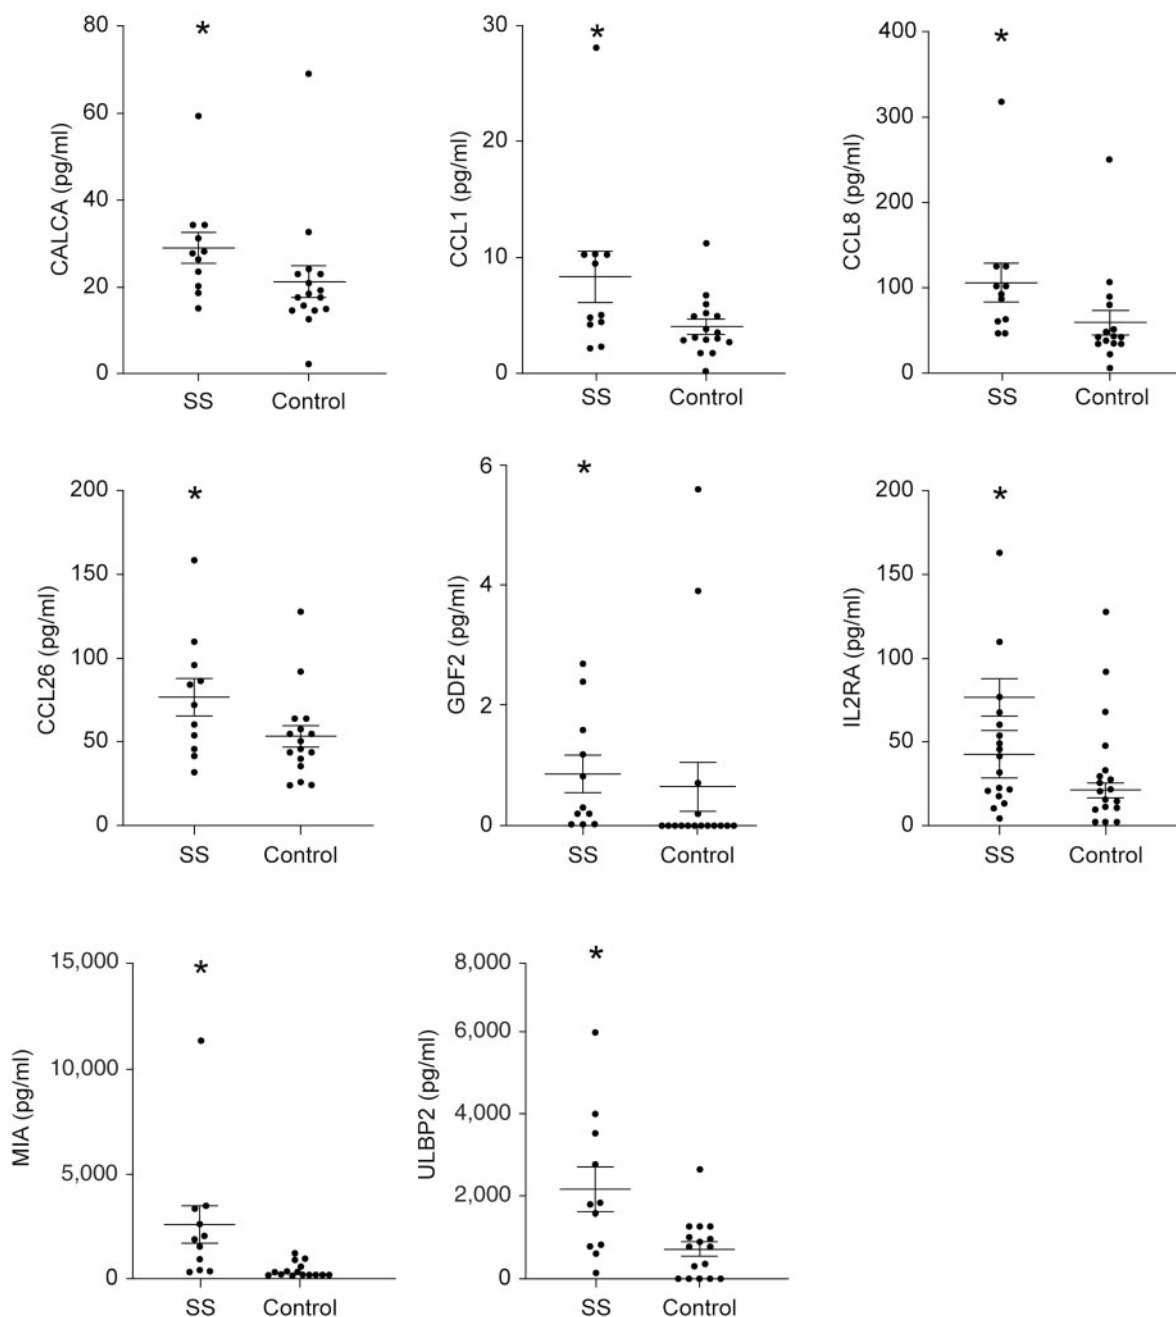 80
60
40
20
0
CALCA (pg/ml)
*
SS
Control
30
20
10
0
CCL1 (pg/ml)
*
SS
Control
400
300
200
100
0
CCL8 (pg/ml)
*
SS
Control
200
150
100
50
0
CCL26 (pg/ml)
*
SS
Control
6
4
2
0
GDF2 (pg/ml)
*
SS
Control
200
150
100
50
0
IL2RA (pg/ml)
*
SS
Control
15,000
10,000
5,000
0
MIA (pg/ml)
*
SS
Control
8,000
6,000
4,000
2,000
0
ULBP2 (pg/ml)
*
SS
Control